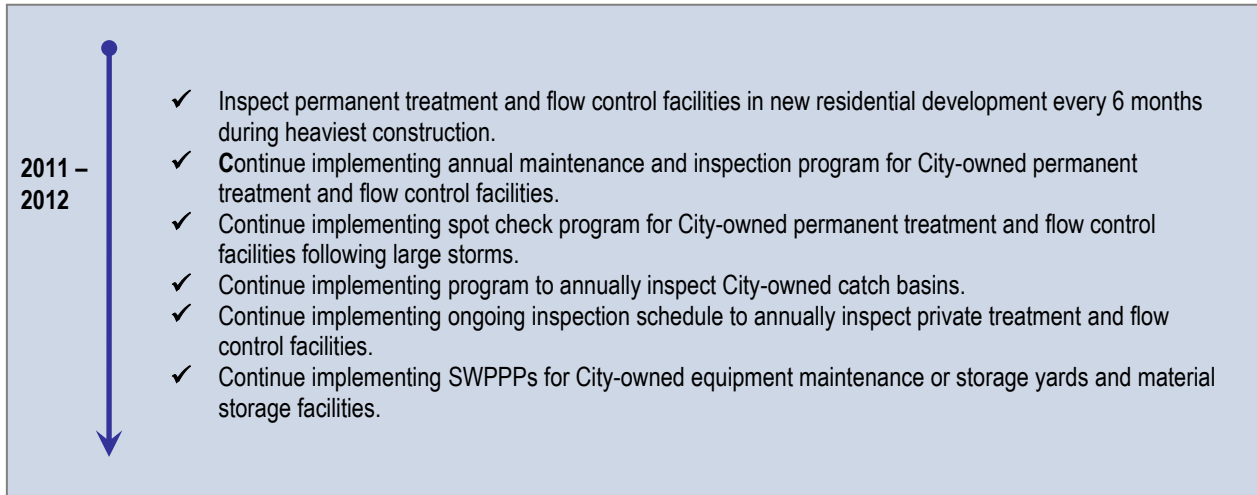 2011 –
2012
✓ Inspect permanent treatment and flow control facilities in new residential development every 6 months
during heaviest construction.
✓ Continue implementing annual maintenance and inspection program for City-owned permanent
treatment and flow control facilities.
✓ Continue implementing spot check program for City-owned permanent treatment and flow control
facilities following large storms.
✓ Continue implementing program to annually inspect City-owned catch basins.
✓ Continue implementing ongoing inspection schedule to annually inspect private treatment and flow
control facilities.
✓ Continue implementing SWPPPs for City-owned equipment maintenance or storage yards and material
storage facilities.